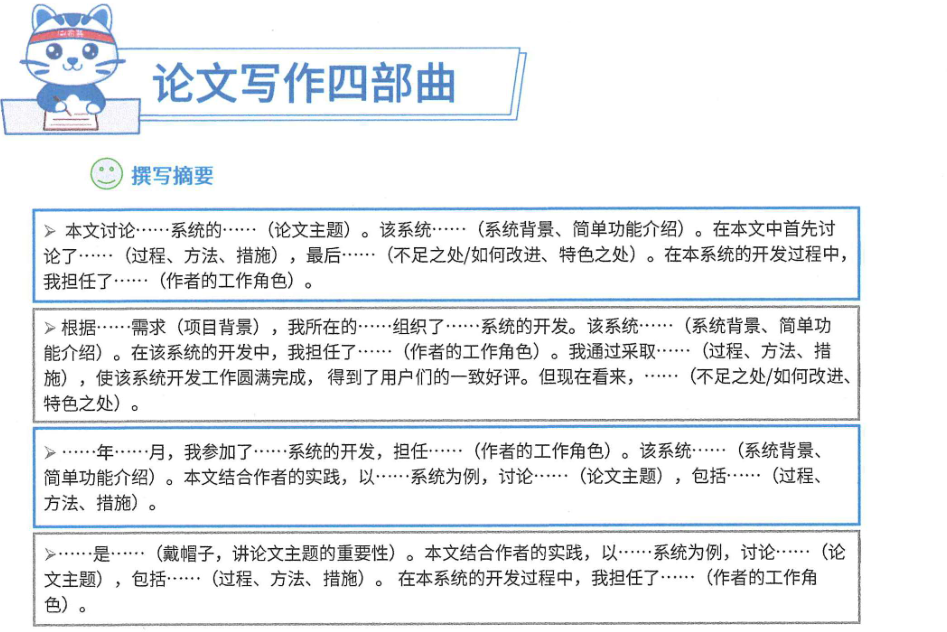 论文写作四部曲
撰写摘要
➢ 本文讨论……系统的……（论文主题）。该系统……（系统背景、简单功能介绍）。在本文中首先讨
论了……（过程、方法、措施），最后……（不足之处/如何改进、特色之处）。在本系统的开发过程中，
我担任了……（作者的工作角色）。
➢ 根据……需求（项目背景），我所在的……组织了……系统的开发。该系统……（系统背景、简单功
能介绍）。在该系统的开发中，我担任了……（作者的工作角色）。我通过采取……（过程、方法、措
施），使该系统开发工作圆满完成， 得到了用户们的一致好评。但现在看来，……（不足之处/如何改进、
特色之处）。
➢ ……年……月，我参加了……系统的开发，担任……（作者的工作角色）。该系统……（系统背景、
简单功能介绍）。本文结合作者的实践，以……系统为例，讨论……（论文主题），包括……（过程、
方法、措施）。
➢……是……（戴帽子，讲论文主题的重要性）。本文结合作者的实践，以……系统为例，讨论……（论
文主题），包括……（过程、方法、措施）。 在本系统的开发过程中，我担任了……（作者的工作角
色）。